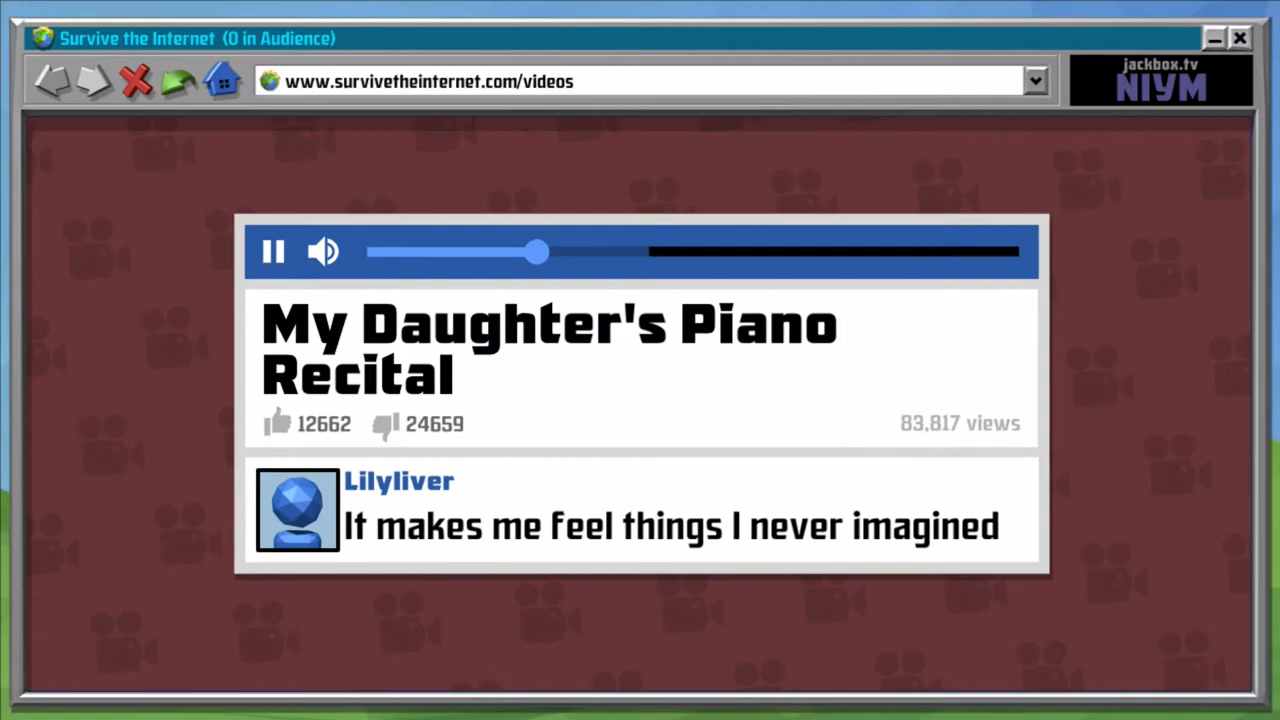 Survive the Internet (0 in Audience)
www.survivetheinternet.com/videos
jackbox.tv
NIYM
My Daughter's Piano
Recital
12662 24659 83,817 views
Lilyliver
It makes me feel things I never imagined